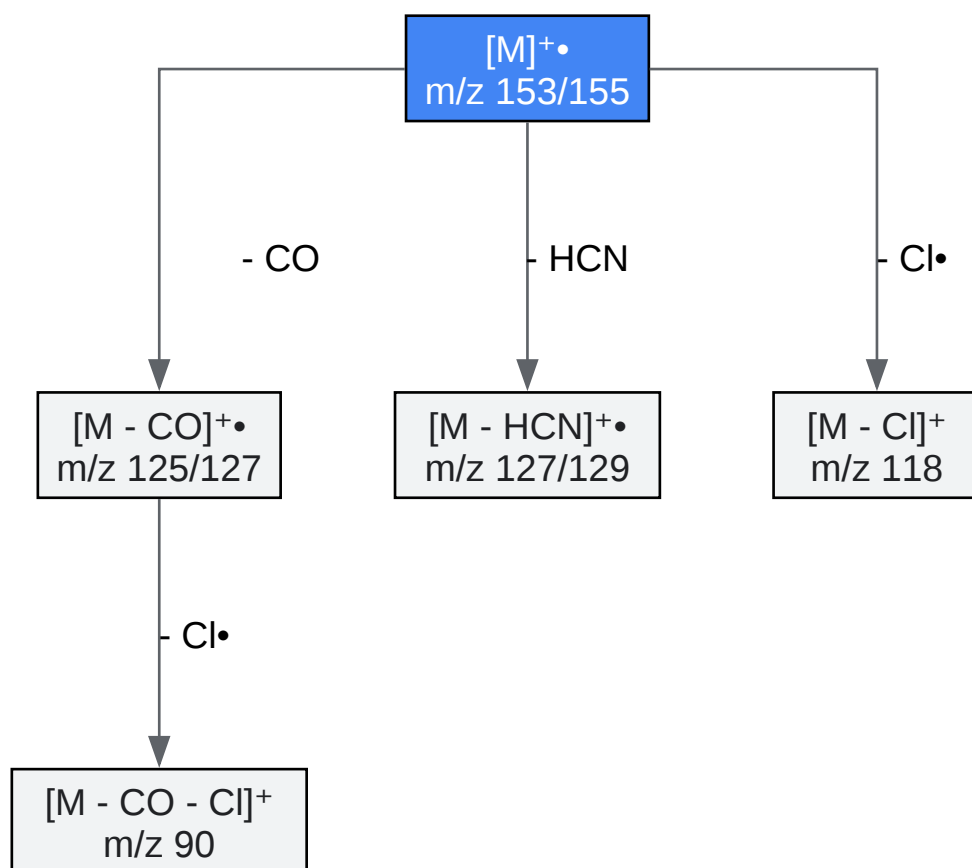 [M]⁺•
m/z 153/155
- CO
- HCN
- Cl•
[M - CO]⁺•
m/z 125/127
[M - HCN]⁺•
m/z 127/129
[M - Cl]⁺
m/z 118
- Cl•
[M - CO - Cl]⁺
m/z 90